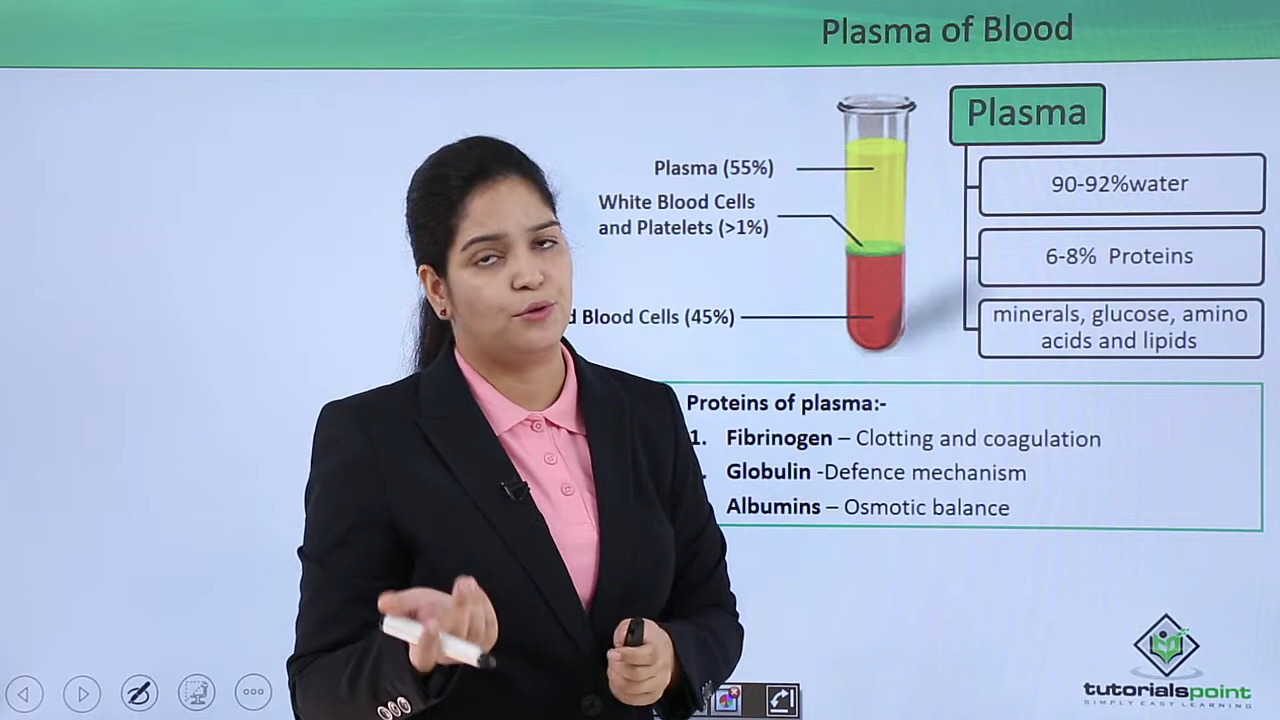 Plasma of Blood
Plasma
Plasma (55%)
90-92%water
White Blood Cells
and Platelets (>1%)
6-8% Proteins
d Blood Cells (45%)
minerals, glucose, amino
acids and lipids
Proteins of plasma:-
1. Fibrinogen – Clotting and coagulation
. Globulin -Defence mechanism
Albumins – Osmotic balance
tutorialspoint
SIMPLY EASY LEARNING